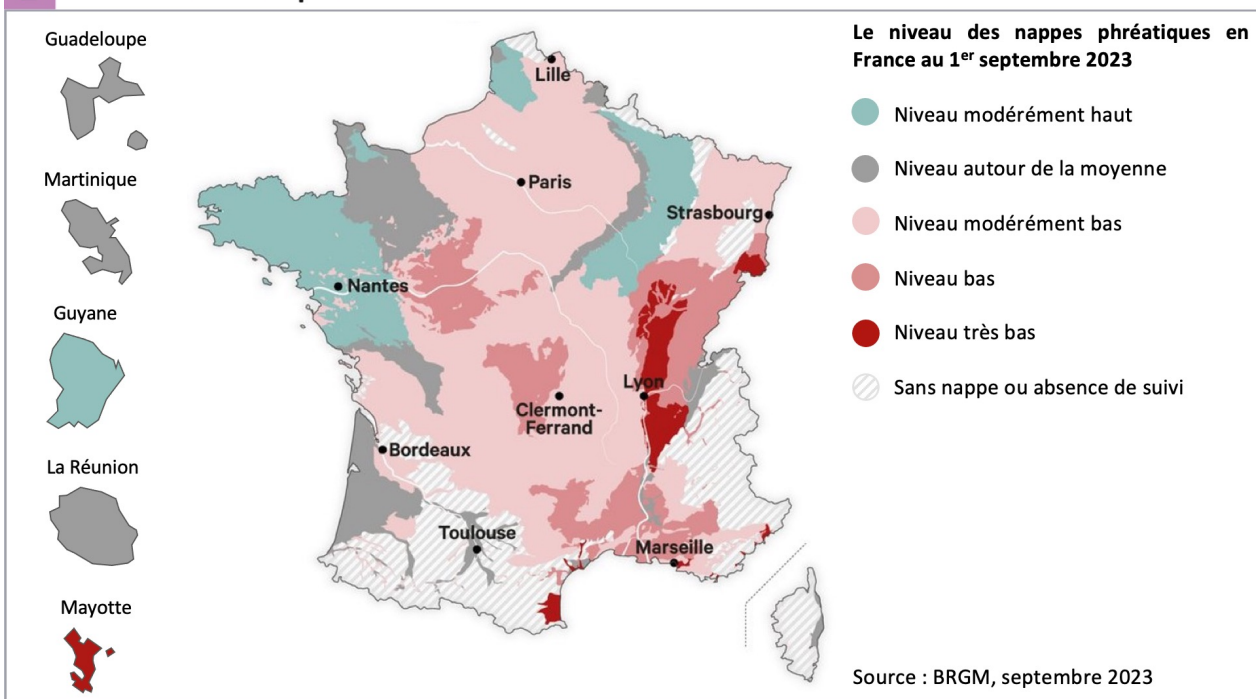 Guadeloupe
Martinique
Guyane
La Réunion
Mayotte
Lille
Paris
Strasbourg
Nantes
Lyon
Clermont-
Ferrand
Bordeaux
Toulouse
Marseille
Le niveau des nappes phréatiques en
France au 1er septembre 2023
Niveau modérément haut
Niveau autour de la moyenne
Niveau modérément bas
Niveau bas
Niveau très bas
Sans nappe ou absence de suivi
Source : BRGM, septembre 2023